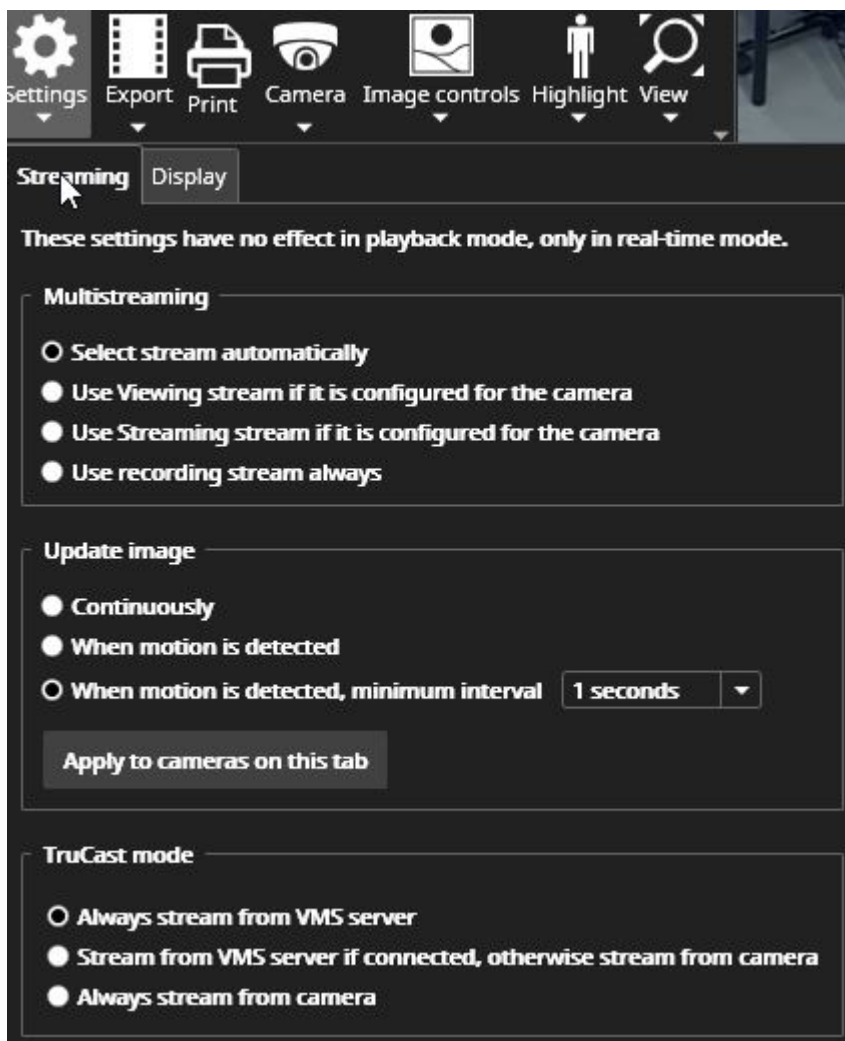 Settings Export Print Camera Image controls Highlight View
Streaming Display
These settings have no effect in playback mode, only in real-time mode.
Multistreaming
Select stream automatically
Use Viewing stream if it is configured for the camera
Use Streaming stream if it is configured for the camera
Use recording stream always
Update image
Continuously
When motion is detected
When motion is detected, minimum interval 1 seconds
Apply to cameras on this tab
TruCast mode
Always stream from VMS server
Stream from VMS server if connected, otherwise stream from camera
Always stream from camera